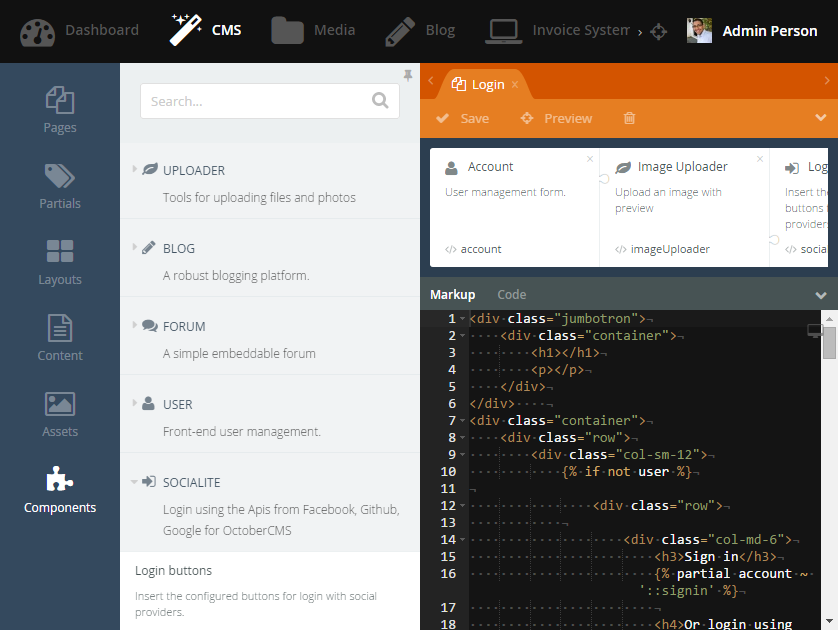 Dashboard
CMS
Media
Blog
Invoice System
Admin Person
Pages
Partials
Layouts
Content
Assets
Components
Search...
UPLOADER
Tools for uploading files and photos
BLOG
A robust blogging platform.
FORUM
A simple embeddable forum
USER
Front-end user management.
SOCIALITE
Login using the Apis from Facebook, Github,
Google for OctoberCMS
Login buttons
Insert the configured buttons for login with social
providers.
Login ×
Save
Preview
Account ×
User management form.
</> account
Image Uploader ×
Upload an image with
preview
</> imageUploader
Log
Insert the
buttons f
providers
</> socia
Markup
Code
1 <div class="jumbotron">
2 <div class="container">
3 <h1></h1>
4 <p></p>
5 </div>
6 </div>
7 <div class="container">
8 <div class="row">
9 <div class="col-sm-12">
10 {% if not user %}
11
12 <div class="row">
13
14 <div class="col-md-6">
15 <h3>Sign in</h3>
16 {% partial account ~
'::signin' %}
17
18 <h4>Or login using